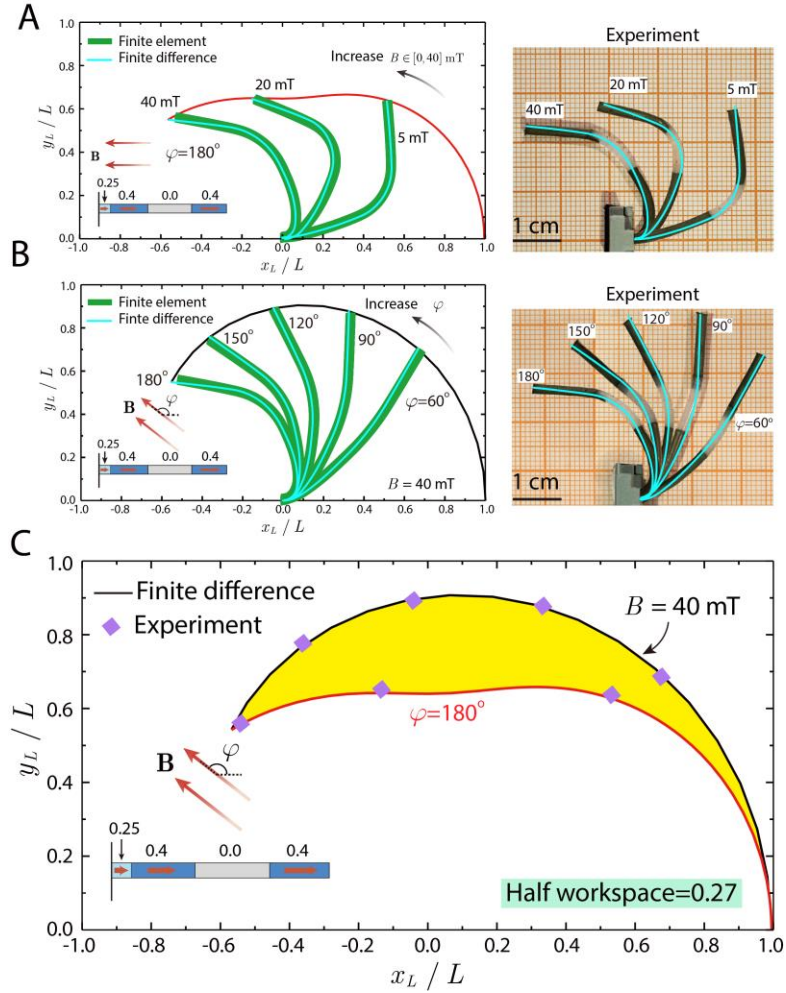 A
Finite element
Finite difference
Increase B ∈ [0, 40] mT
40 mT
20 mT
5 mT
B
φ=180°
0.25
0.4 0.0 0.4
1.0
0.8
0.6
0.4
0.2
0.0
y_L / L
-1.0 -0.8 -0.6 -0.4 -0.2 0.0 0.2 0.4 0.6 0.8 1.0
x_L / L
Experiment
40 mT
20 mT
5 mT
1 cm
B
Finite element
Finte difference
Increase φ
180°
150°
120°
90°
φ=60°
B
φ
0.25
0.4 0.0 0.4
B = 40 mT
1.0
0.8
0.6
0.4
0.2
0.0
y_L / L
-1.0 -0.8 -0.6 -0.4 -0.2 0.0 0.2 0.4 0.6 0.8 1.0
x_L / L
Experiment
180°
150°
120°
90°
φ=60°
1 cm
C
Finite difference
Experiment
B = 40 mT
φ=180°
B
φ
0.25
0.4 0.0 0.4
Half workspace=0.27
1.0
0.8
0.6
0.4
0.2
0.0
y_L / L
-1.0 -0.8 -0.6 -0.4 -0.2 0.0 0.2 0.4 0.6 0.8 1.0
x_L / L